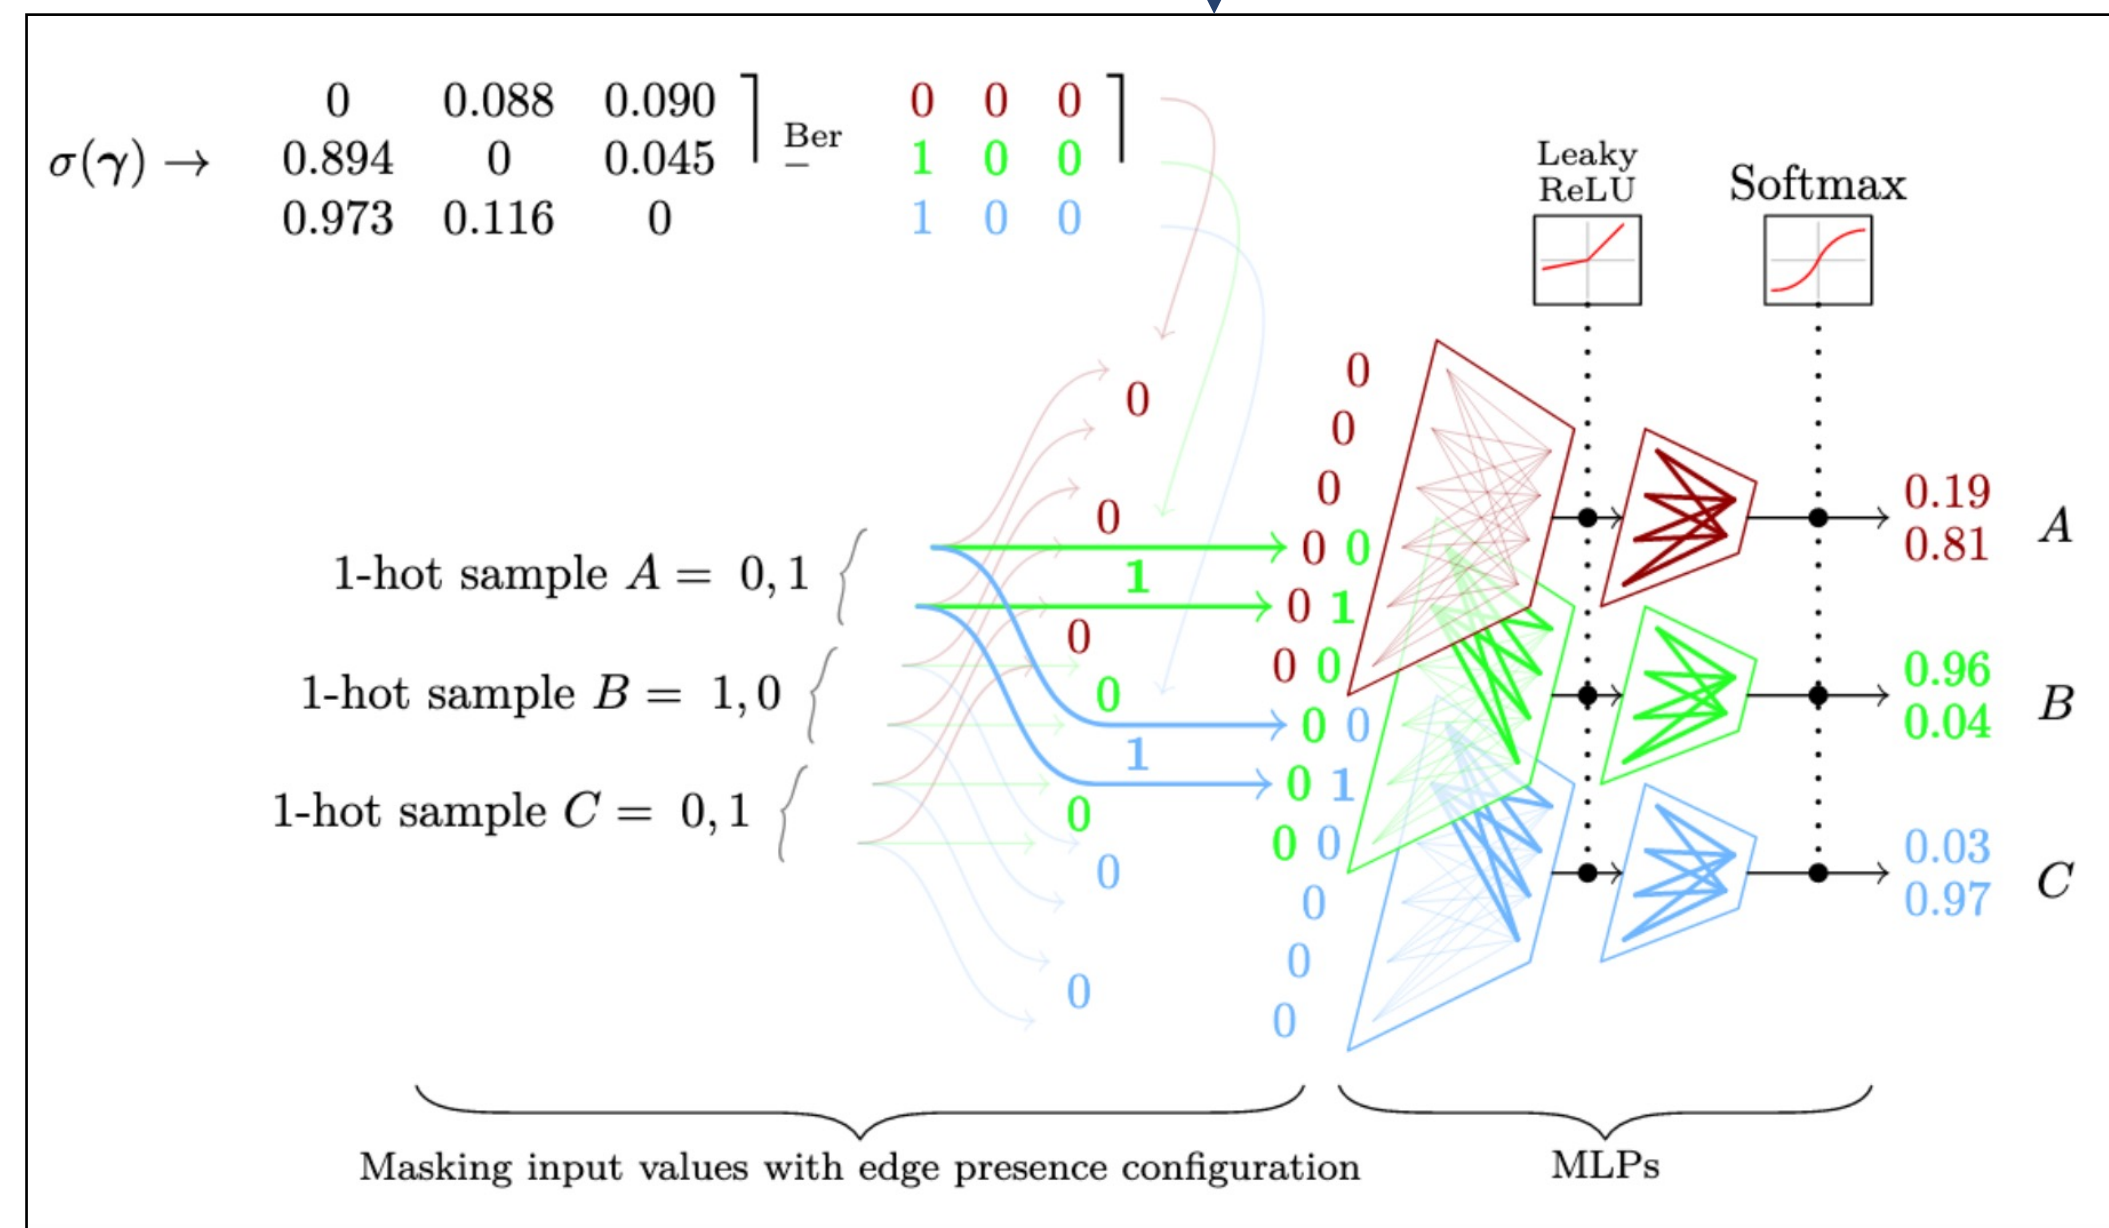 0 0.088 0.090
σ(γ) → 0.894 0 0.045
0.973 0.116 0
Ber
0 0 0
1 0 0
1 0 0
Leaky
ReLU
Softmax
1-hot sample A = 0, 1
1-hot sample B = 1, 0
1-hot sample C = 0, 1
0
0
1
0
0
1
0
0
0
0
0
0
0 0
0 1
0 0
0 0
0 1
0 0
0
0
0
0.19
0.81
A
0.96
0.04
B
0.03
0.97
C
Masking input values with edge presence configuration
MLPs